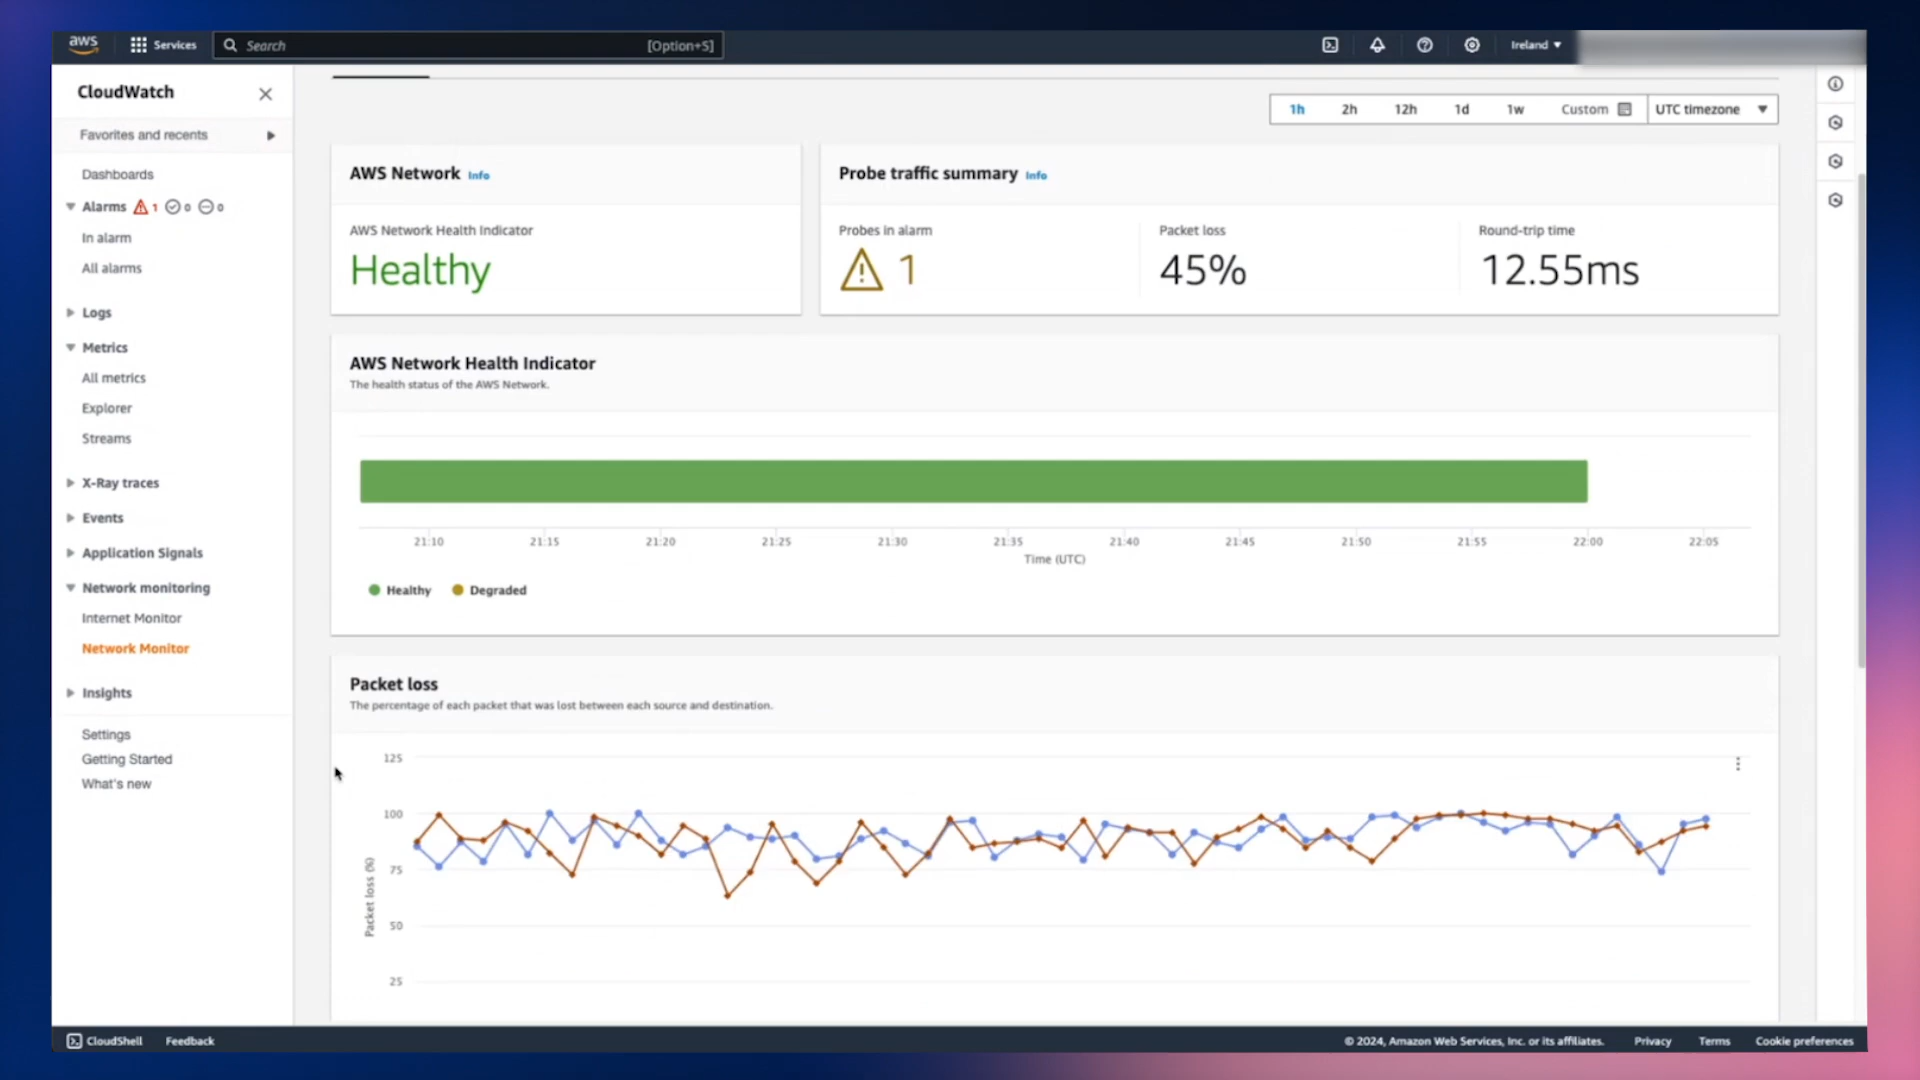 aws
Services
Search
[Option+S]
Ireland
CloudWatch
Favorites and recents
Dashboards
Alarms 1 0 0
In alarm
All alarms
Logs
Metrics
All metrics
Explorer
Streams
X-Ray traces
Events
Application Signals
Network monitoring
Internet Monitor
Network Monitor
Insights
Settings
Getting Started
What's new
1h 2h 12h 1d 1w Custom UTC timezone
AWS Network Info
AWS Network Health Indicator
Healthy
Probe traffic summary Info
Probes in alarm
1
Packet loss
45%
Round-trip time
12.55ms
AWS Network Health Indicator
The health status of the AWS Network.
21:10 21:15 21:20 21:25 21:30 21:35 21:40 21:45 21:50 21:55 22:00 22:05
Time (UTC)
Healthy Degraded
Packet loss
The percentage of each packet that was lost between each source and destination.
Packet loss (%)
125
100
75
50
25
CloudShell Feedback
© 2024, Amazon Web Services, Inc. or its affiliates. Privacy Terms Cookie preferences